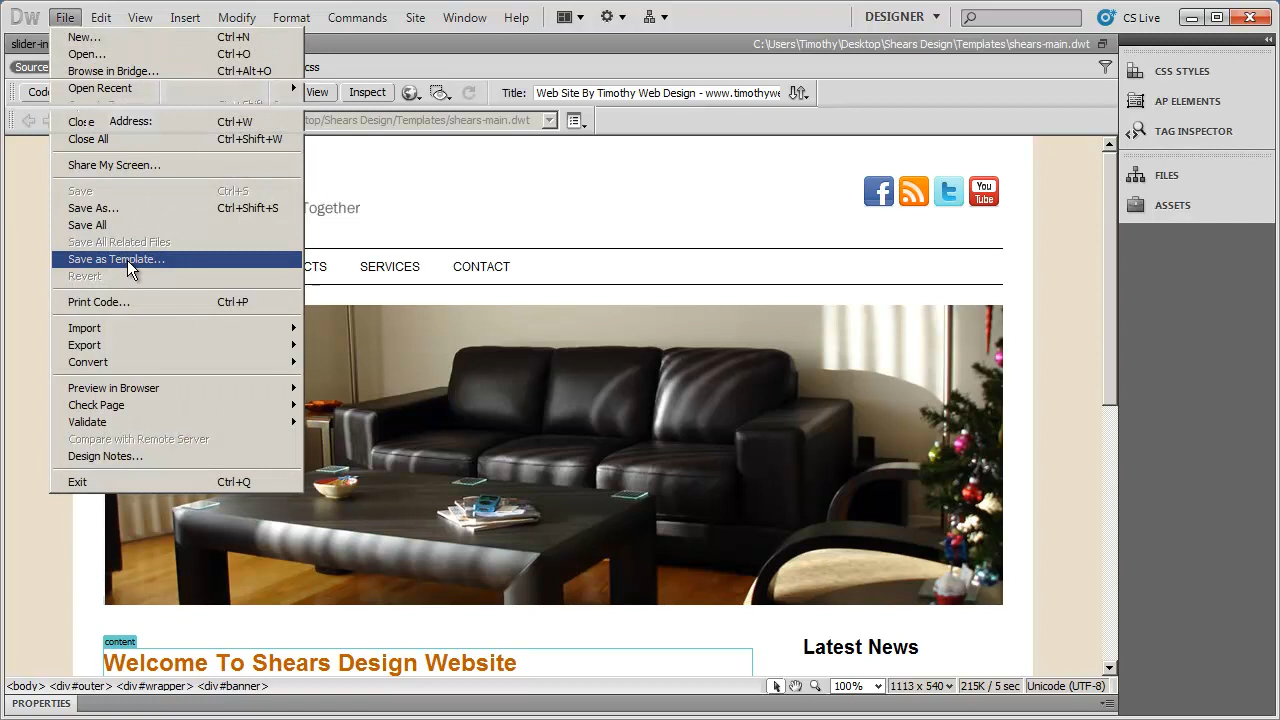 Dw File Edit View Insert Modify Format Commands Site Window Help DESIGNER CS Live
slider-in C:\Users\Timothy\Desktop\Shears Design\Templates\shears-main.dwt
Source css
Code View Inspect Title: Web Site By Timothy Web Design - www.timothywe
Address: top/Shears Design/Templates/shears-main.dwt
New... Ctrl+N
Open... Ctrl+O
Browse in Bridge... Ctrl+Alt+O
Open Recent
Close Ctrl+W
Close All Ctrl+Shift+W
Share My Screen...
Save Ctrl+S
Save As... Ctrl+Shift+S
Save All
Save All Related Files
Save as Template...
Revert
Print Code... Ctrl+P
Import
Export
Convert
Preview in Browser
Check Page
Validate
Compare with Remote Server
Design Notes...
Exit Ctrl+Q
Together
f t You Tube
CTS SERVICES CONTACT
content
Welcome To Shears Design Website
Latest News
CSS STYLES
AP ELEMENTS
TAG INSPECTOR
FILES
ASSETS
<body> <div#outer> <div#wrapper> <div#banner> 100% 1113 x 540 215K / 5 sec Unicode (UTF-8)
PROPERTIES